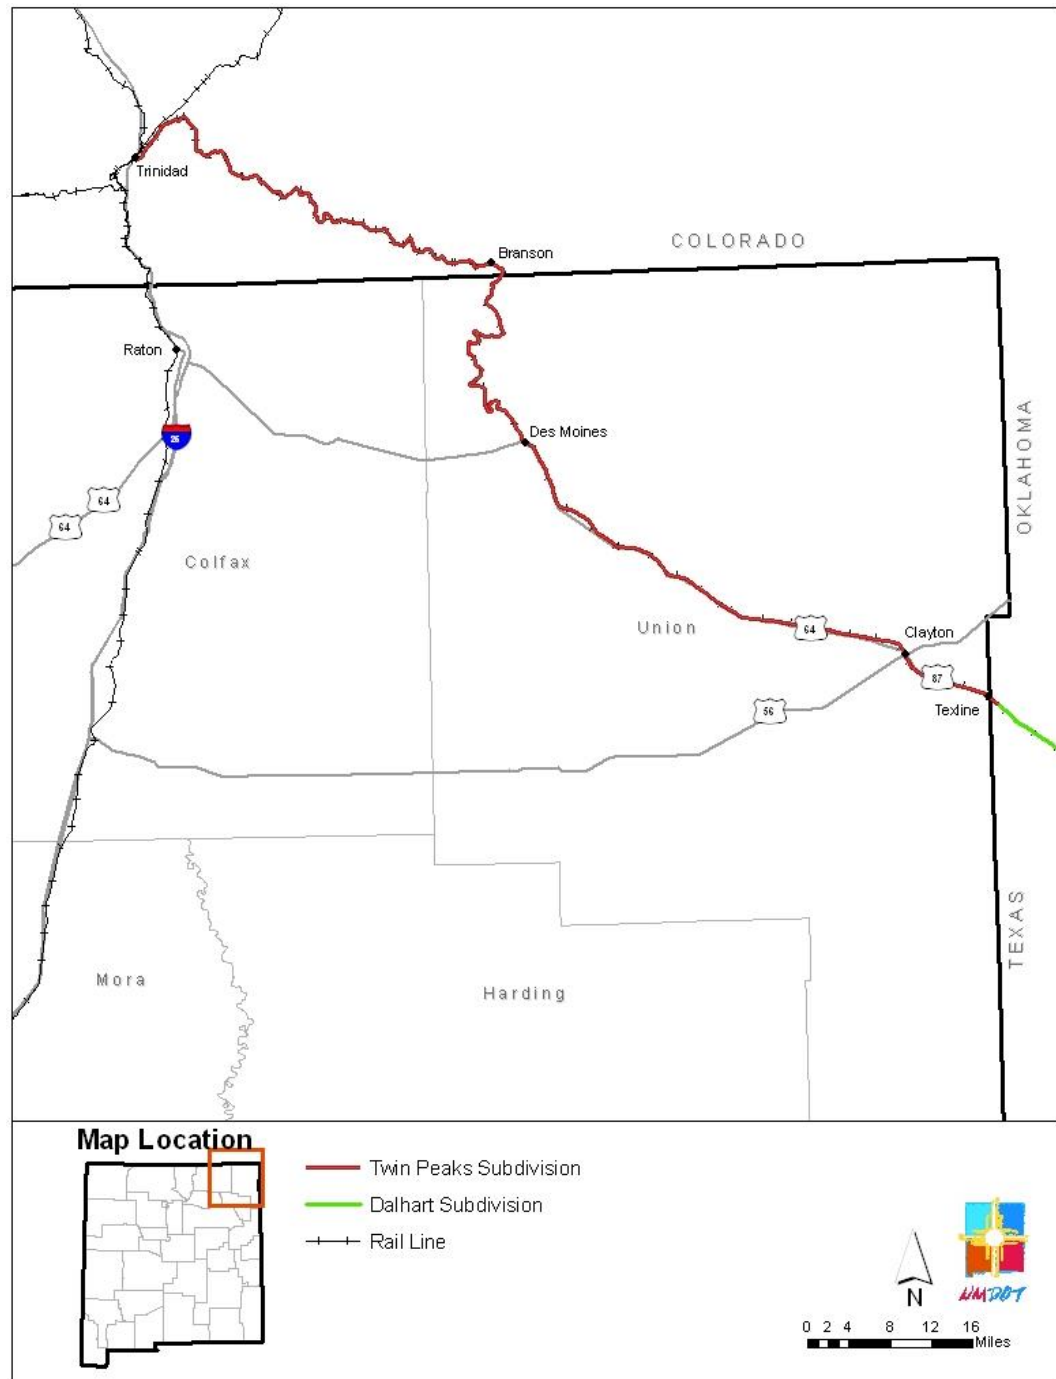 Trinidad
Branson
COLORADO
Raton
25
Des Moines
64
64
OKLAHOMA
Colfax
Union
64
Clayton
87
Texline
56
TEXAS
Mora
Harding
Map Location
Twin Peaks Subdivision
Dalhart Subdivision
Rail Line
N
NMDOT
0 2 4 8 12 16
Miles